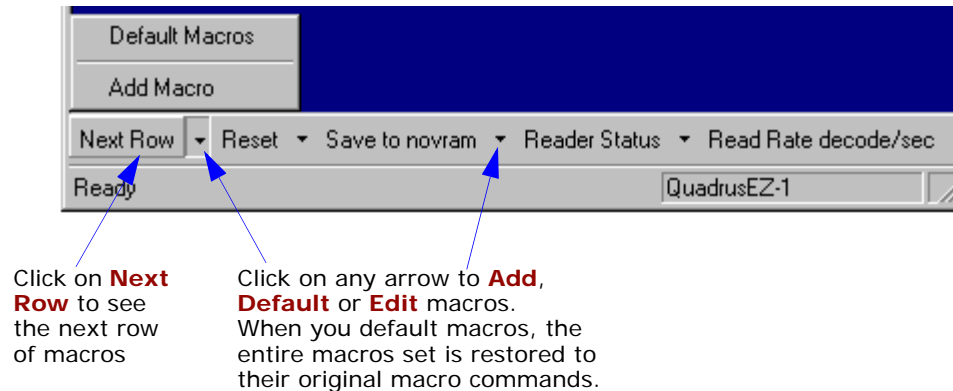 Default Macros
Add Macro
Next Row Reset Save to novram Reader Status Read Rate decode/sec
Ready QuadrusEZ-1
Click on Next
Row to see
the next row
of macros
Click on any arrow to Add,
Default or Edit macros.
When you default macros, the
entire macros set is restored to
their original macro commands.